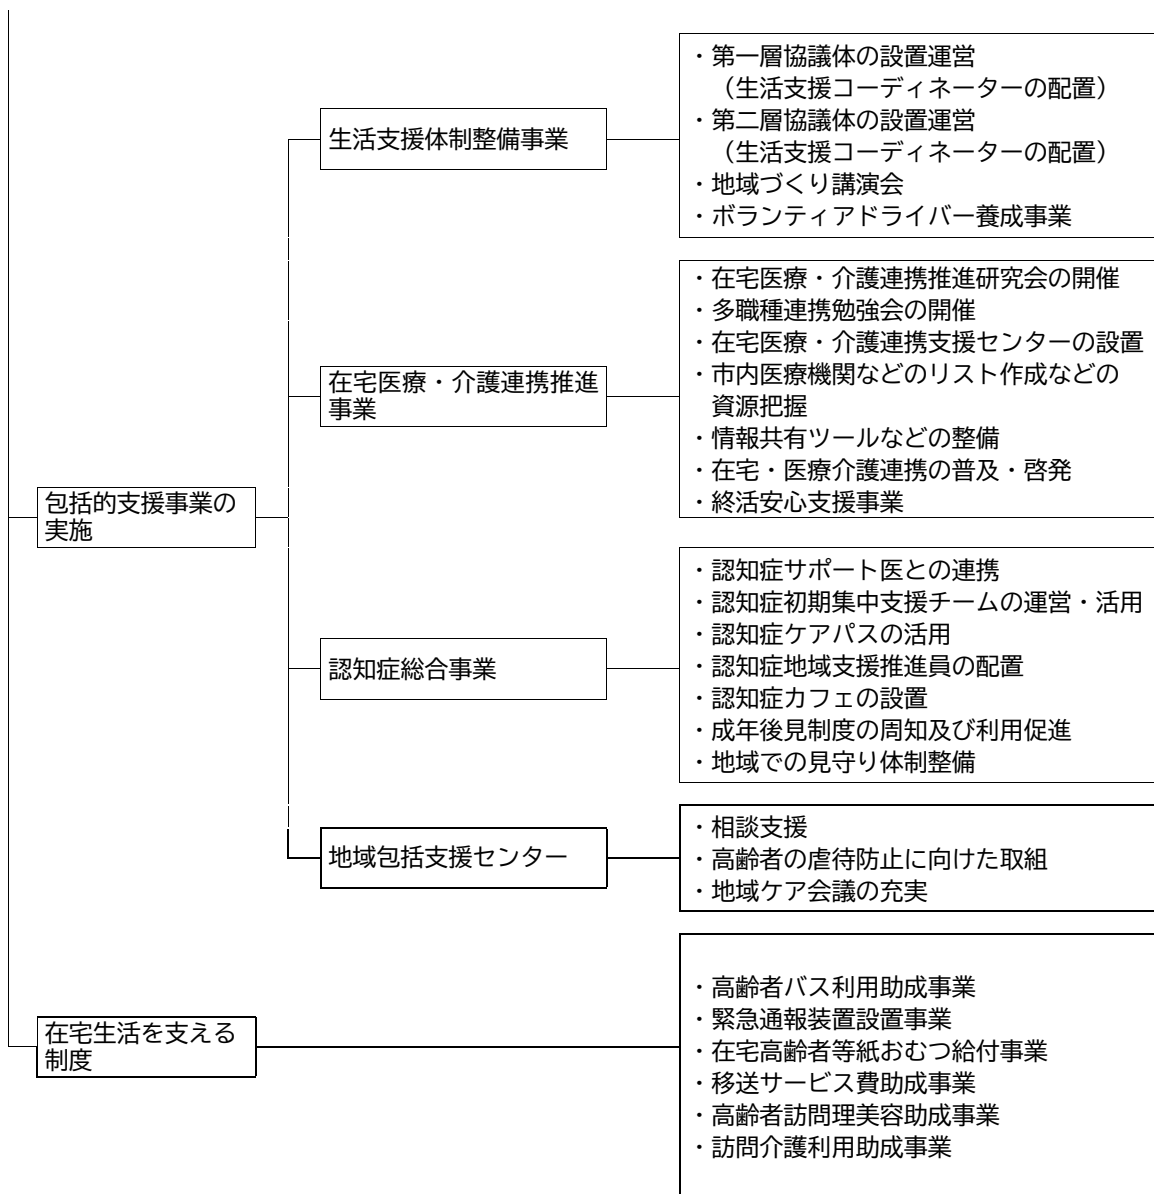 ・第一層協議体の設置運営
（生活支援コーディネーターの配置）
・第二層協議体の設置運営
（生活支援コーディネーターの配置）
・地域づくり講演会
・ボランティアドライバー養成事業
生活支援体制整備事業
・在宅医療・介護連携推進研究会の開催
・多職種連携勉強会の開催
・在宅医療・介護連携支援センターの設置
・市内医療機関などのリスト作成などの
資源把握
・情報共有ツールなどの整備
・在宅・医療介護連携の普及・啓発
・終活安心支援事業
在宅医療・介護連携推進
事業
包括的支援事業の
実施
・認知症サポート医との連携
・認知症初期集中支援チームの運営・活用
・認知症ケアパスの活用
・認知症地域支援推進員の配置
・認知症カフェの設置
・成年後見制度の周知及び利用促進
・地域での見守り体制整備
認知症総合事業
・相談支援
・高齢者の虐待防止に向けた取組
・地域ケア会議の充実
地域包括支援センター
・高齢者バス利用助成事業
・緊急通報装置設置事業
・在宅高齢者等紙おむつ給付事業
・移送サービス費助成事業
・高齢者訪問理美容助成事業
・訪問介護利用助成事業
在宅生活を支える
制度